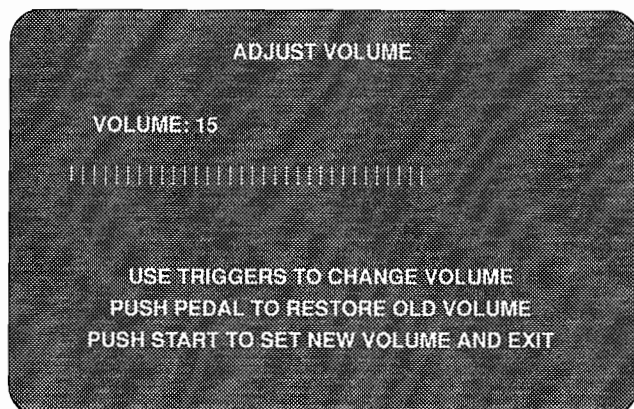 ADJUST VOLUME
VOLUME: 15
USE TRIGGERS TO CHANGE VOLUME
PUSH PEDAL TO RESTORE OLD VOLUME
PUSH START TO SET NEW VOLUME AND EXIT